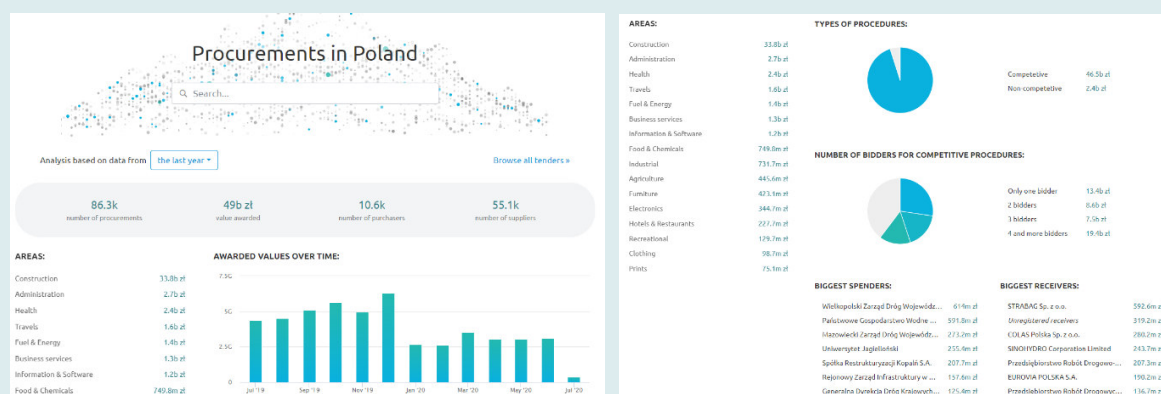 Procurements in Poland
Search...
Analysis based on data from the last year
Browse all tenders »
86.3k
number of procurements
49b zł
value awarded
10.6k
number of purchasers
55.1k
number of suppliers
AREAS:
Construction 33.8b zł
Administration 2.7b zł
Health 2.4b zł
Travels 1.6b zł
Fuel & Energy 1.4b zł
Business services 1.3b zł
Information & Software 1.2b zł
Food & Chemicals 749.8m zł
AWARDED VALUES OVER TIME:
7.5G
5G
2.5G
0
Jul '19 Sep '19 Nov '19 Jan '20 Mar '20 May '20 Jul '20
AREAS:
Construction 33.8b zł
Administration 2.7b zł
Health 2.4b zł
Travels 1.6b zł
Fuel & Energy 1.4b zł
Business services 1.3b zł
Information & Software 1.2b zł
Food & Chemicals 749.8m zł
Industrial 731.7m zł
Agriculture 445.6m zł
Furniture 423.1m zł
Electronics 344.7m zł
Hotels & Restaurants 227.7m zł
Recreational 129.7m zł
Clothing 98.7m zł
Prints 75.1m zł
TYPES OF PROCEDURES:
Competetive 46.5b zł
Non competetive 2.4b zł
NUMBER OF BIDDERS FOR COMPETITIVE PROCEDURES:
Only one bidder 13.4b zł
2 bidders 8.6b zł
3 bidders 7.5b zł
4 and more bidders 19.4b zł
BIGGEST SPENDERS:
Wielkopolski Zarząd Dróg Wojewódz... 614m zł
Państwowe Gospodarstwo Wodne ... 591.8m zł
Mazowiecki Zarząd Dróg Wojewódz... 273.2m zł
Uniwersytet Jagielloński 255.4m zł
Spółka Restrukturyzacji Kopalń S.A. 207.7m zł
Rejonowy Zarząd Infrastruktury w ... 157.6m zł
Generalna Dyrekcja Dróg Krajowych... 125.4m zł
BIGGEST RECEIVERS:
STRABAG Sp. z o.o. 592.6m z
Unregistered receivers 319.2m z
COLAS Polska Sp. z o.o. 280.2m z
SINOHYDRO Corporation Limited 243.7m z
Przedsiębiorstwo Robót Drogowo-... 207.3m z
EUROVIA POLSKA S.A. 190.2m z
Przedsiębiorstwo Robót Drogowyc... 136.7m z